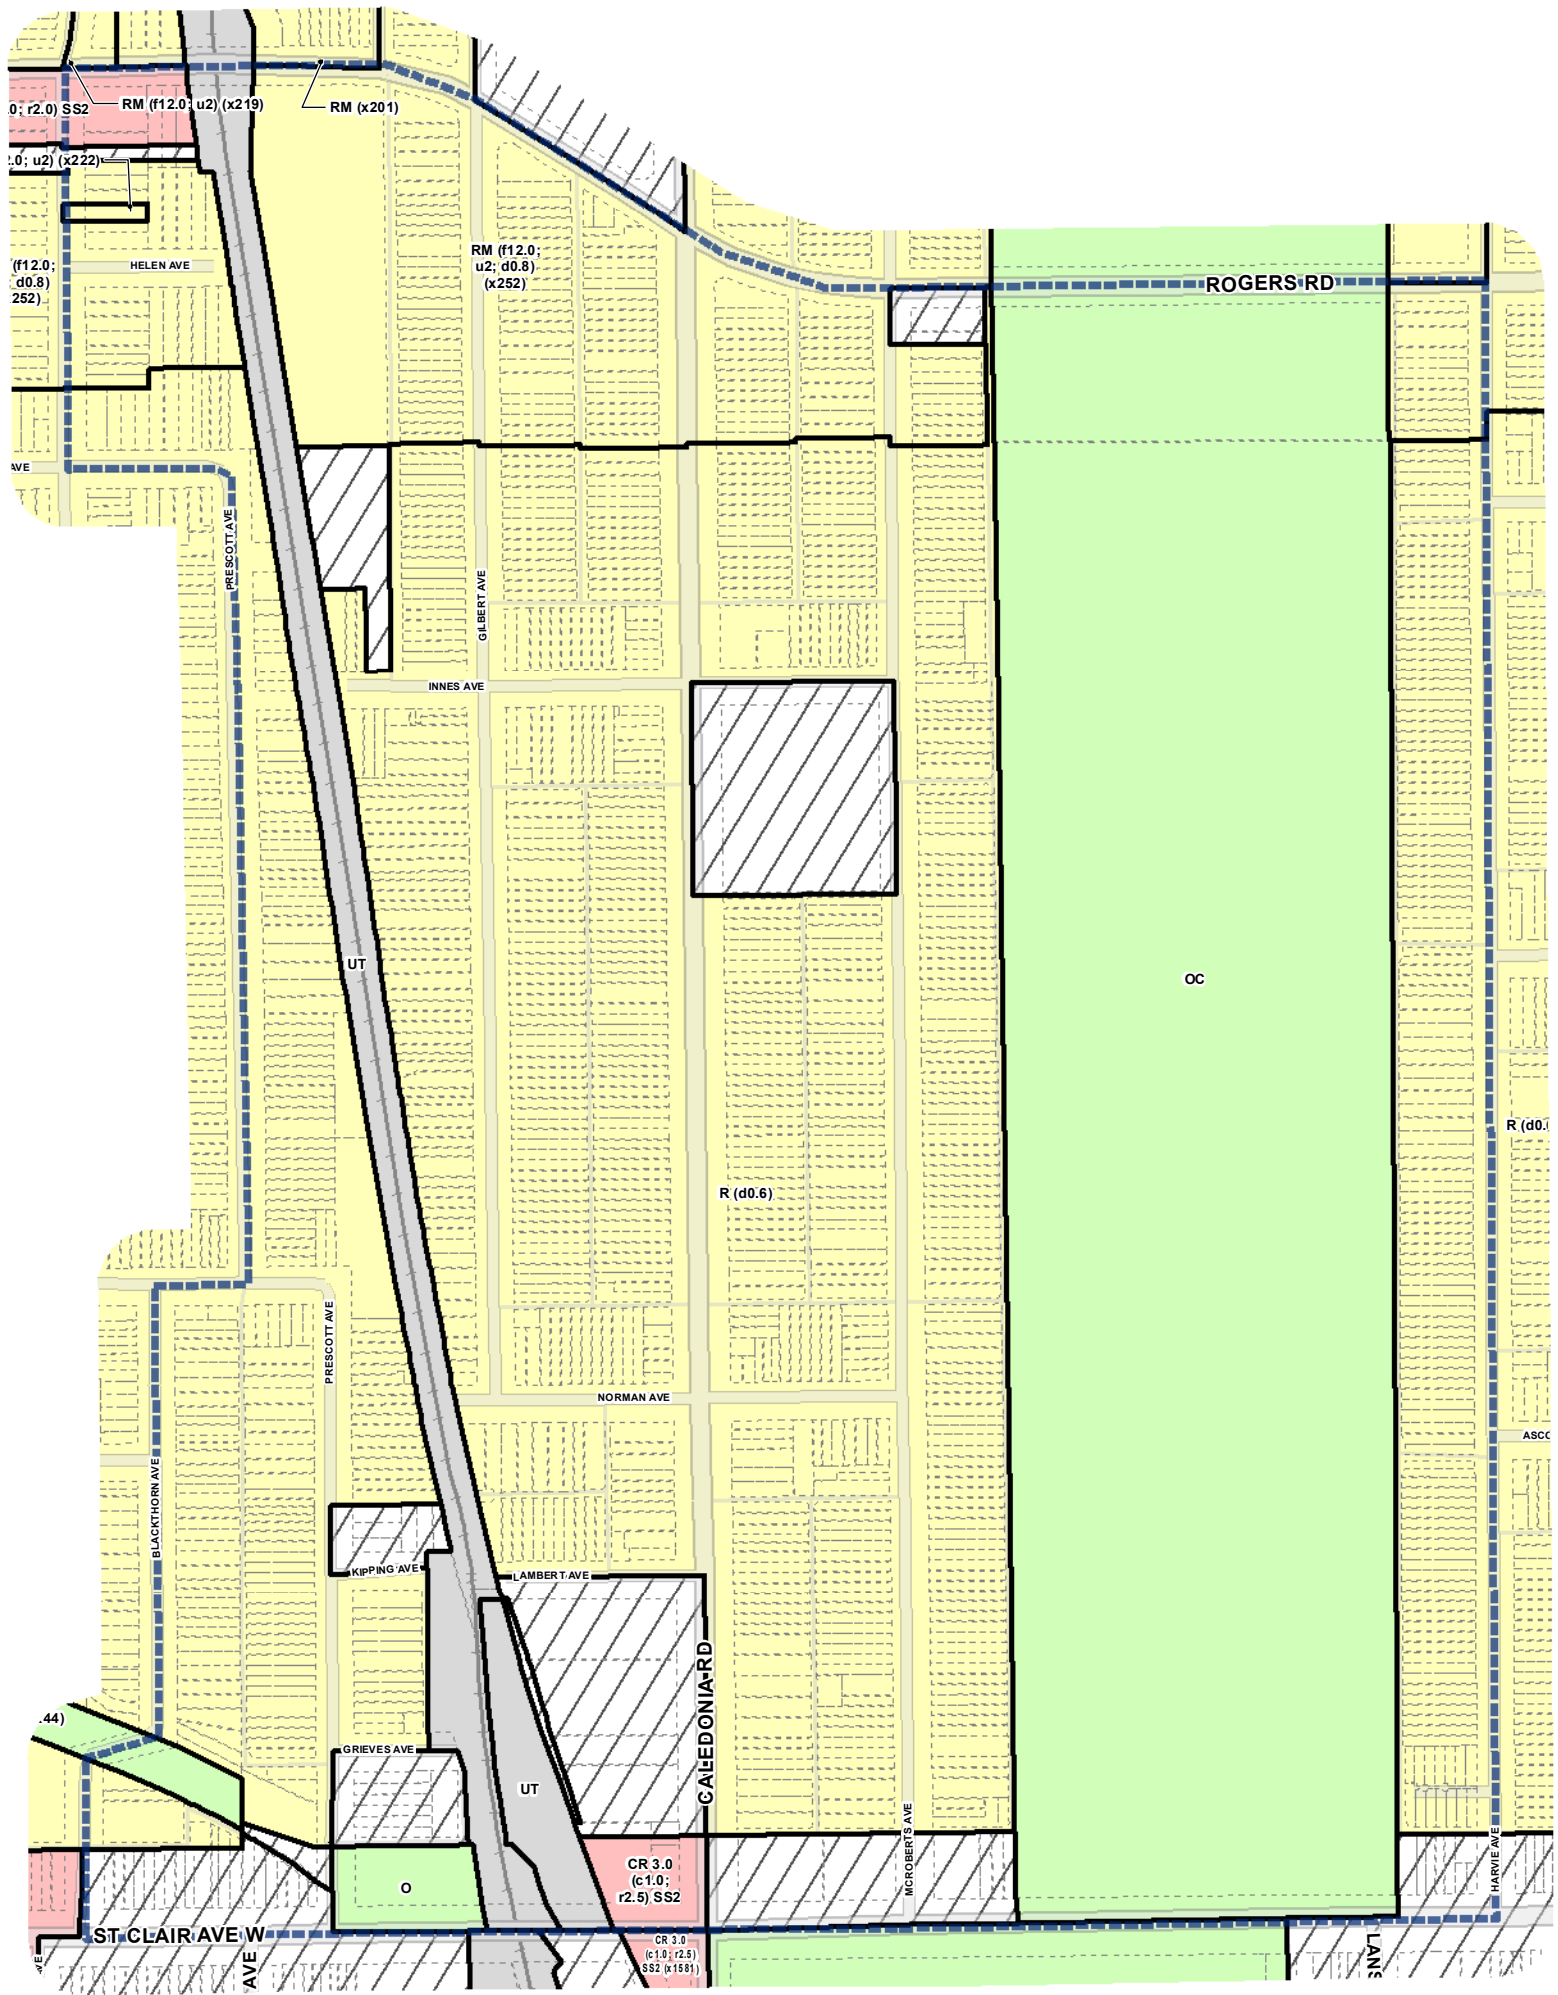 .0; r2.0) SS2
RM (f12.0; u2) (x219)
RM (x201)
2.0; u2) (x222)
HELEN AVE
(f12.0;
d0.8)
252)
RM (f12.0;
u2; d0.8)
(x252)
ROGERS RD
AVE
PRESCOTT AVE
GILBERT AVE
INNES AVE
UT
OC
R (d0.
R (d0.6)
PRESCOTT AVE
NORMAN AVE
ASCO
BLACKTHORN AVE
KIPPING AVE
LAMBERT AVE
CALEDONIA RD
.44)
GRIEVES AVE
UT
MCROBERTS AVE
HARVIE AVE
CR 3.0
(c1.0;
r2.5) SS2
O
ST CLAIR AVE W
CR 3.0
(c1.0; r2.5)
SS2 (x1581)
AVE
LANS